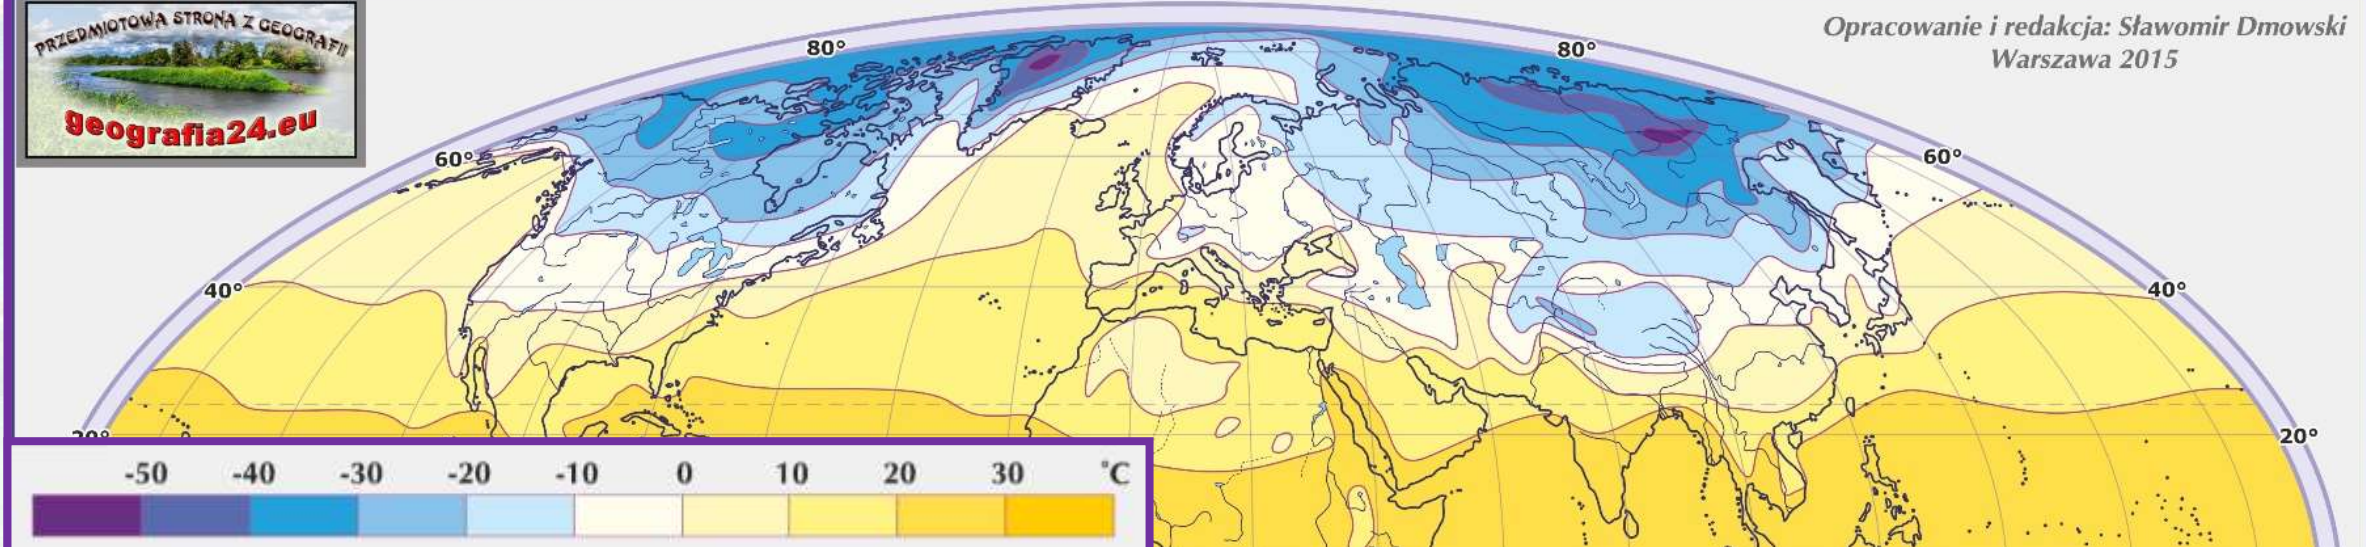 PRZEDMIOTOWA STRONA Z GEOGRAFII
geografia24.eu
Opracowanie i redakcja: Sławomir Dmowski
Warszawa 2015
80° 80°
60° 60°
40° 40°
20° 20°
-50 -40 -30 -20 -10 0 10 20 30 °C